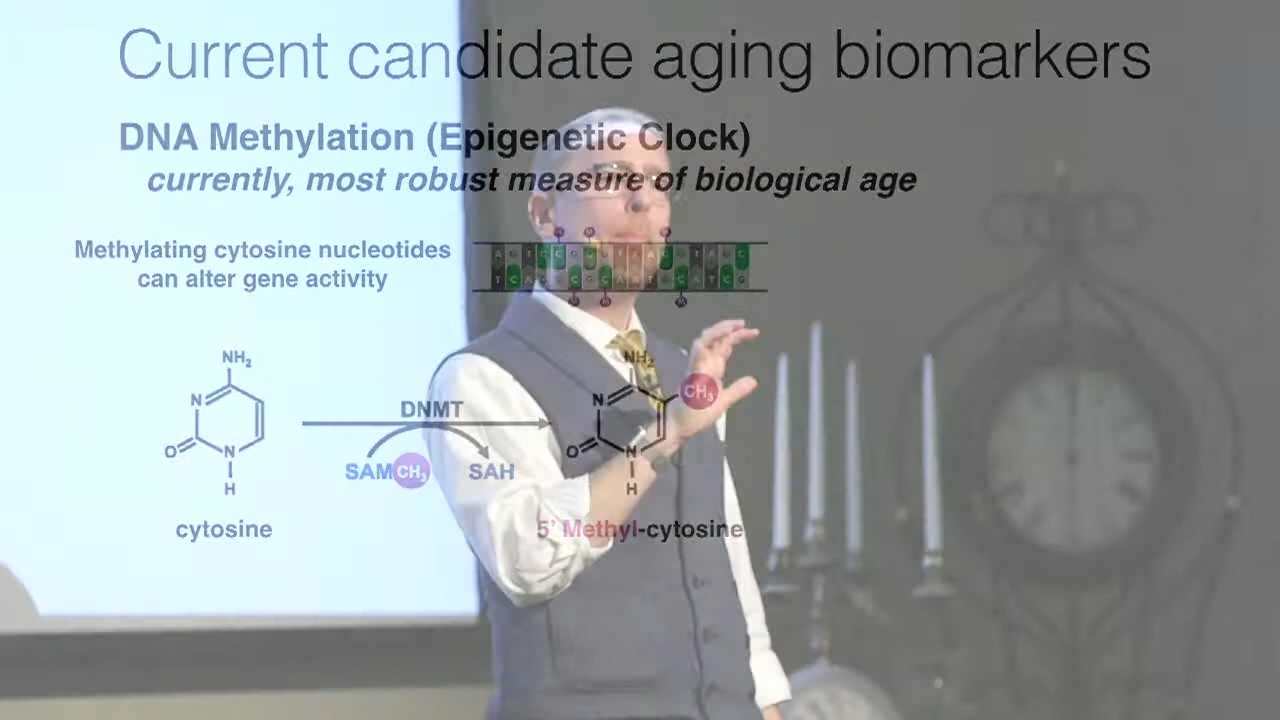 Current candidate aging biomarkers
DNA Methylation (Epigenetic Clock)
currently, most robust measure of biological age
Methylating cytosine nucleotides
can alter gene activity
NH₂
N
O
N
H
DNMT
SAM CH₃
SAH
NH₂
CH₃
N
O
N
H
cytosine
5’ Methyl-cytosine